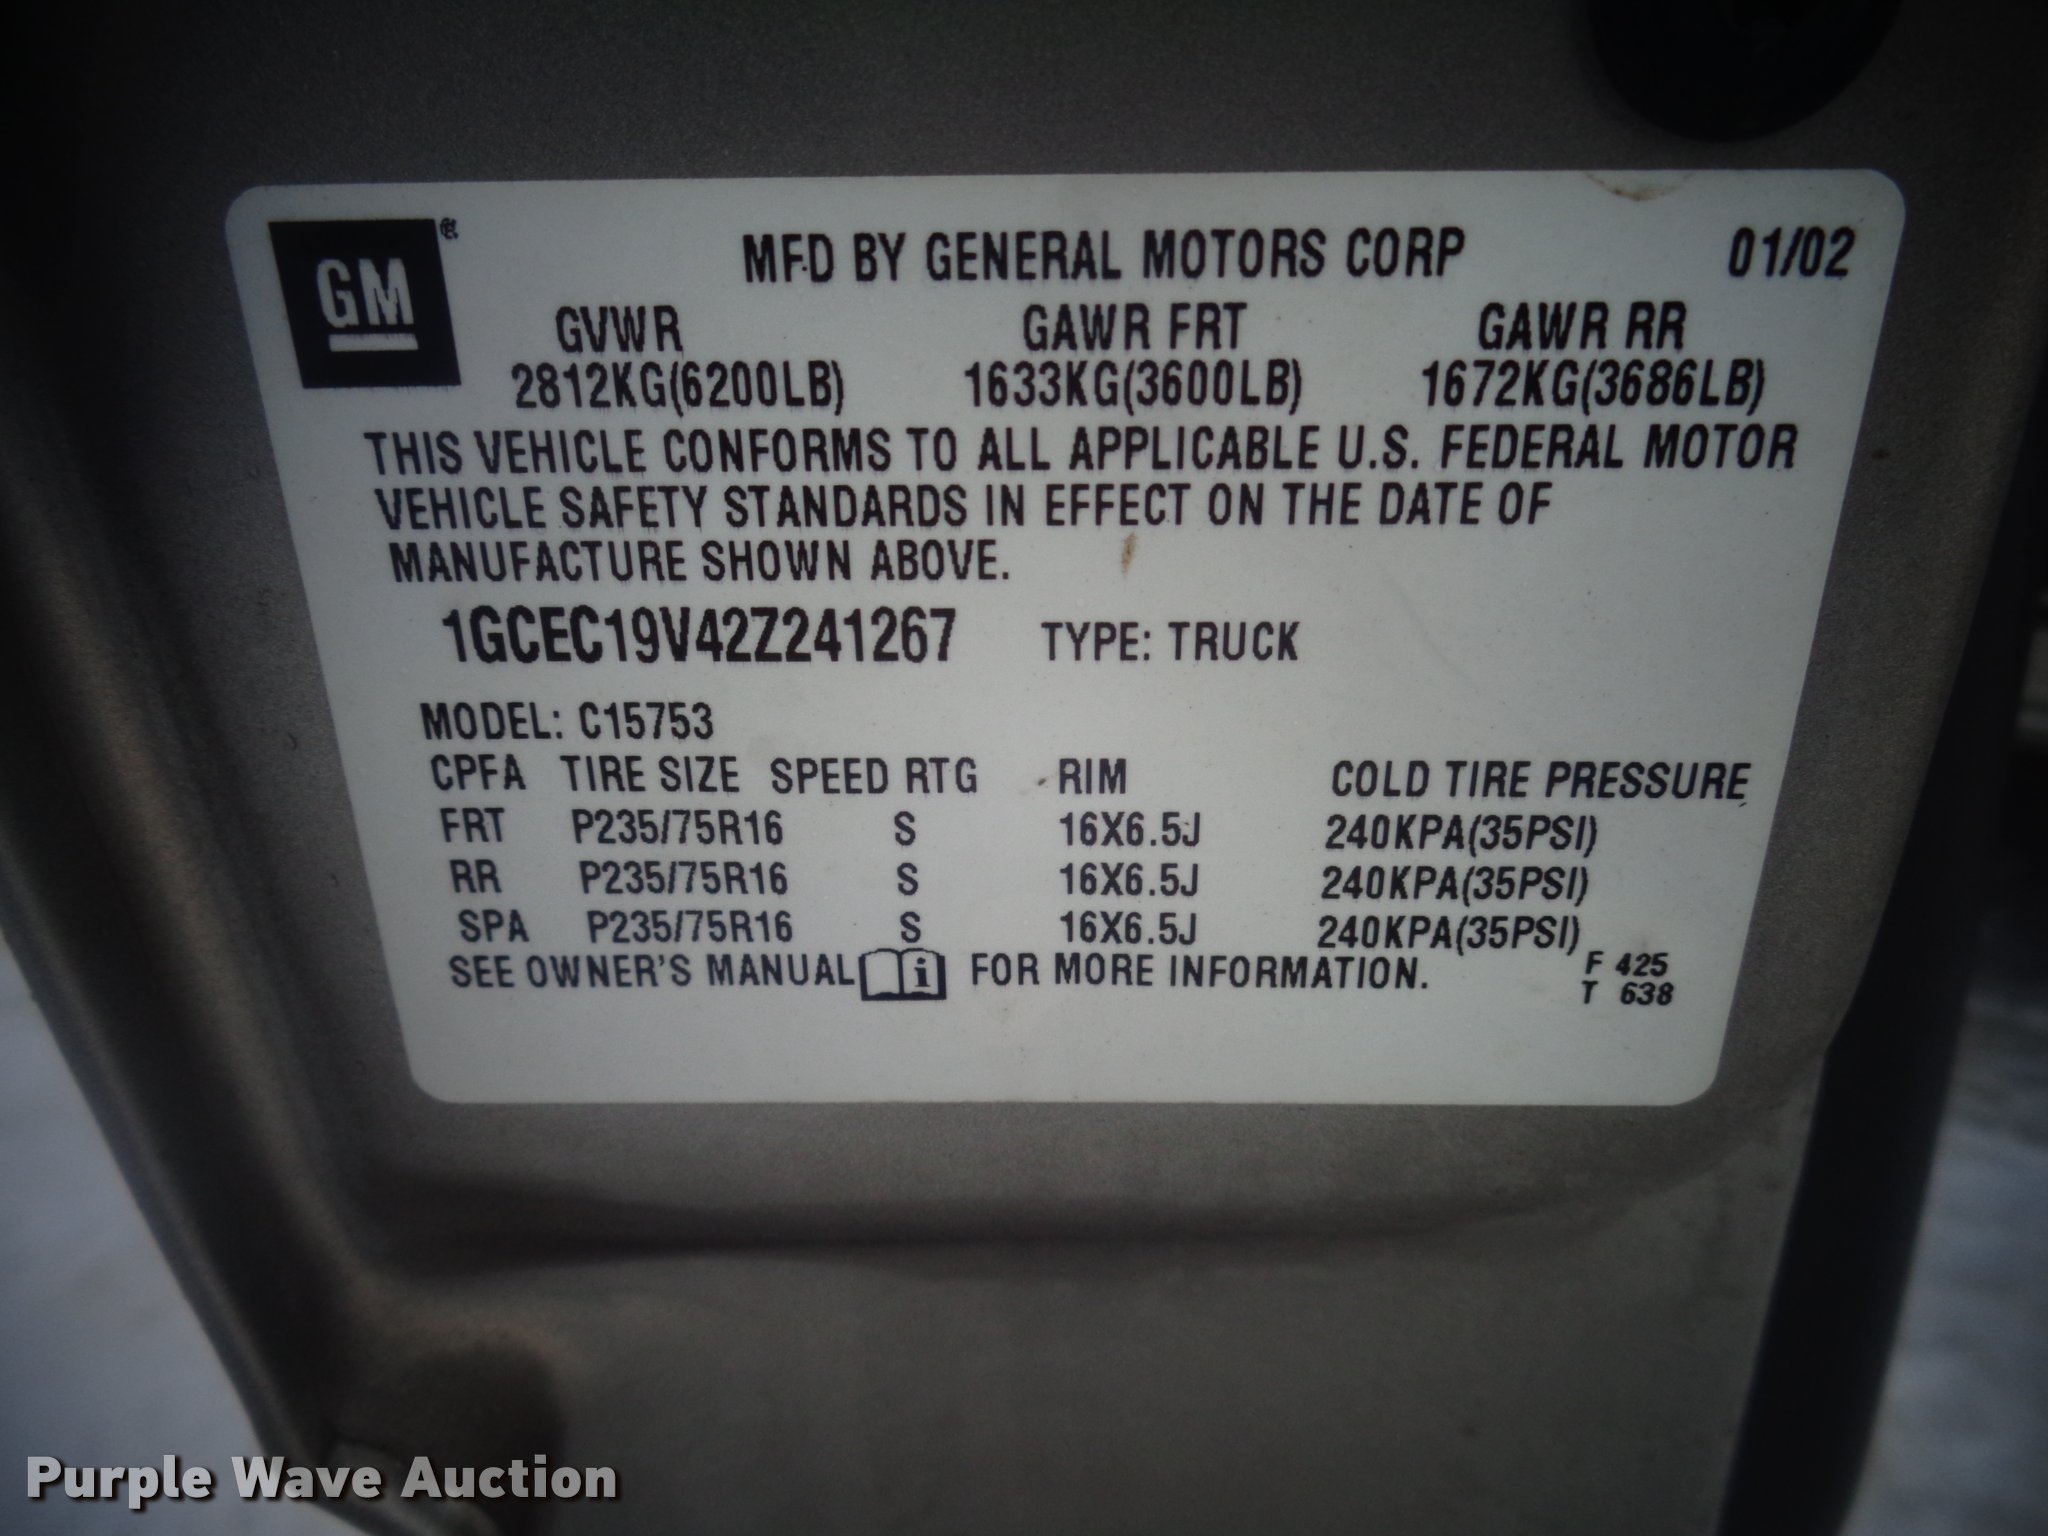 GM
MFD BY GENERAL MOTORS CORP 01/02
GVWR GAWR FRT GAWR RR
2812KG(6200LB) 1633KG(3600LB) 1672KG(3686LB)
THIS VEHICLE CONFORMS TO ALL APPLICABLE U.S. FEDERAL MOTOR
VEHICLE SAFETY STANDARDS IN EFFECT ON THE DATE OF
MANUFACTURE SHOWN ABOVE.
1GCEC19V42Z241267 TYPE: TRUCK
MODEL: C15753
CPFA TIRE SIZE SPEED RTG RIM COLD TIRE PRESSURE
FRT P235/75R16 S 16X6.5J 240KPA(35PSI)
RR P235/75R16 S 16X6.5J 240KPA(35PSI)
SPA P235/75R16 S 16X6.5J 240KPA(35PSI)
SEE OWNER'S MANUAL i FOR MORE INFORMATION.
F 425
T 638
Purple Wave Auction